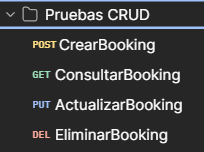 Pruebas CRUD
POST CrearBooking
GET ConsultarBooking
PUT ActualizarBooking
DEL EliminarBooking